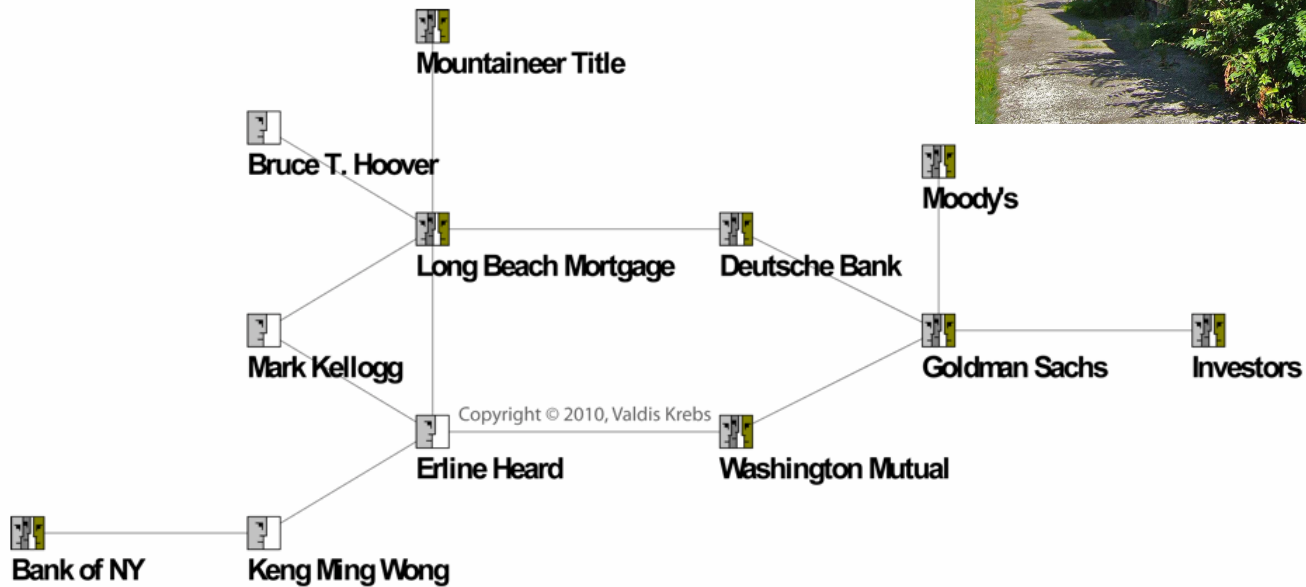 Mountaineer Title
Bruce T. Hoover
Moody's
Long Beach Mortgage
Deutsche Bank
Mark Kellogg
Goldman Sachs
Investors
Copyright © 2010, Valdis Krebs
Erline Heard
Washington Mutual
Bank of NY
Keng Ming Wong